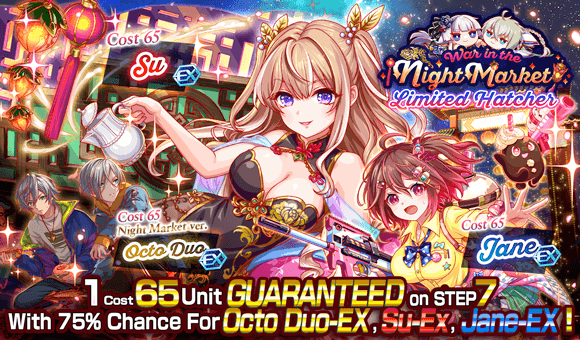 War in the
Night Market
Limited Hatcher
Cost 65
Su EX
Cost 65
Night Market ver.
Octo Duo EX
Cost 65
Jane EX
1 Cost 65 Unit GUARANTEED on STEP 7
With 75% Chance For Octo Duo-EX, Su-Ex, Jane-EX!